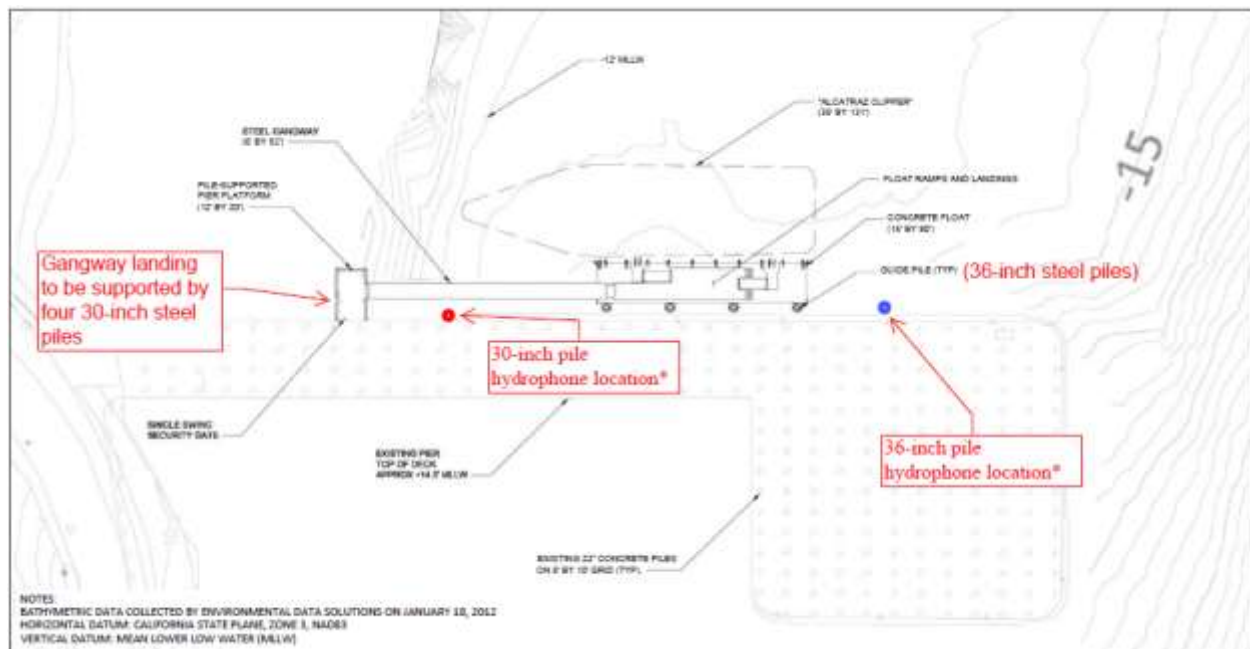 -12' MLLW
"ALCATRAZ CLIPPER"
STEEL GANGWAY
PILE-SUPPORTED
PIER PLATFORM
FLOAT RAMPS AND LANDINGS
CONCRETE FLOAT
-15
GUIDE PILE (TYP) (36-inch steel piles)
Gangway landing
to be supported by
four 30-inch steel
piles
30-inch pile
hydrophone location*
SINGLE SWING
SECURITY GATE
EXISTING PIER
TOP OF DECK
36-inch pile
hydrophone location*
EXISTING 22" CONCRETE PILES
NOTES:
BATHYMETRIC DATA COLLECTED BY ENVIRONMENTAL DATA SOLUTIONS ON JANUARY 18, 2012
HORIZONTAL DATUM: CALIFORNIA STATE PLANE, ZONE 3, NAD83
VERTICAL DATUM: MEAN LOWER LOW WATER (MLLW)